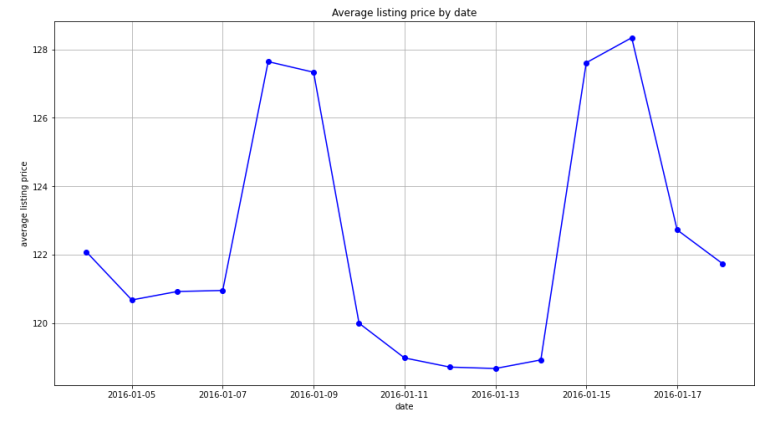 Average listing price by date
average listing price
128
126
124
122
120
2016-01-05 2016-01-07 2016-01-09 2016-01-11 2016-01-13 2016-01-15 2016-01-17
date